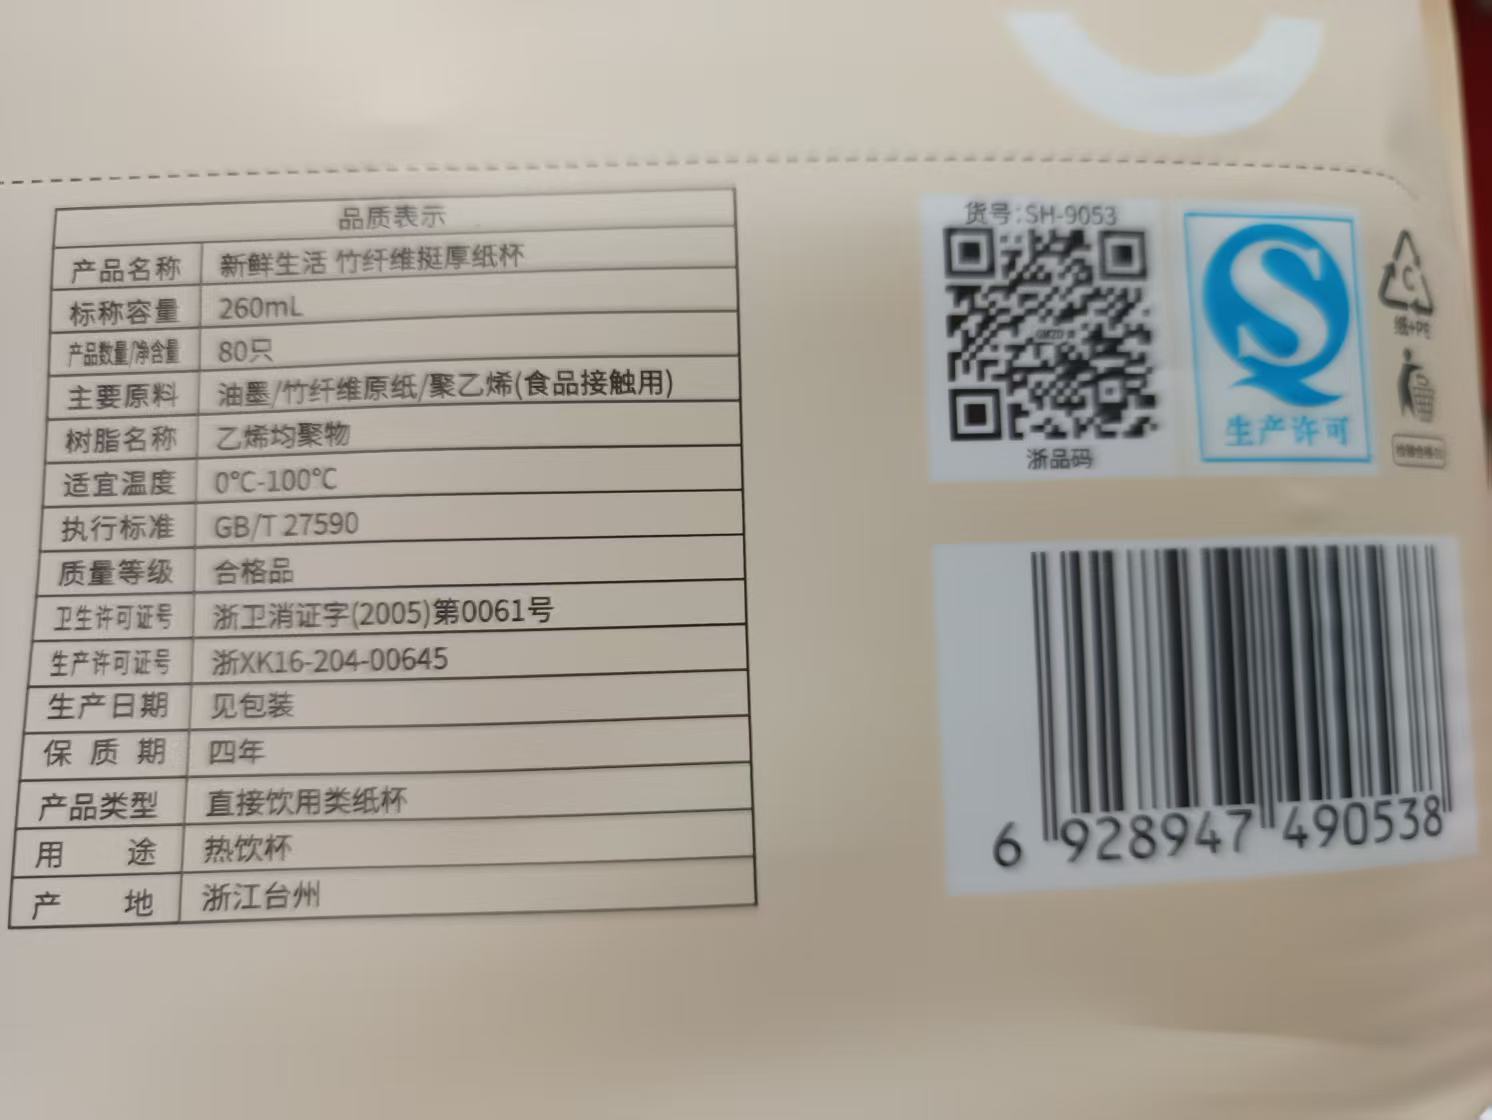 品质表示
产品名称 新鲜生活 竹纤维挺厚纸杯
标称容量 260mL
产品数量/净含量 80只
主要原料 油墨/竹纤维原纸/聚乙烯(食品接触用)
树脂名称 乙烯均聚物
适宜温度 0℃-100℃
执行标准 GB/T 27590
质量等级 合格品
卫生许可证号 浙卫消证字(2005)第0061号
生产许可证号 浙XK16-204-00645
生产日期 见包装
保质期 四年
产品类型 直接饮用类纸杯
用途 热饮杯
产地 浙江台州
货号:SH-9053
浙品码
生产许可
C
纸+PE
6 928947 490538